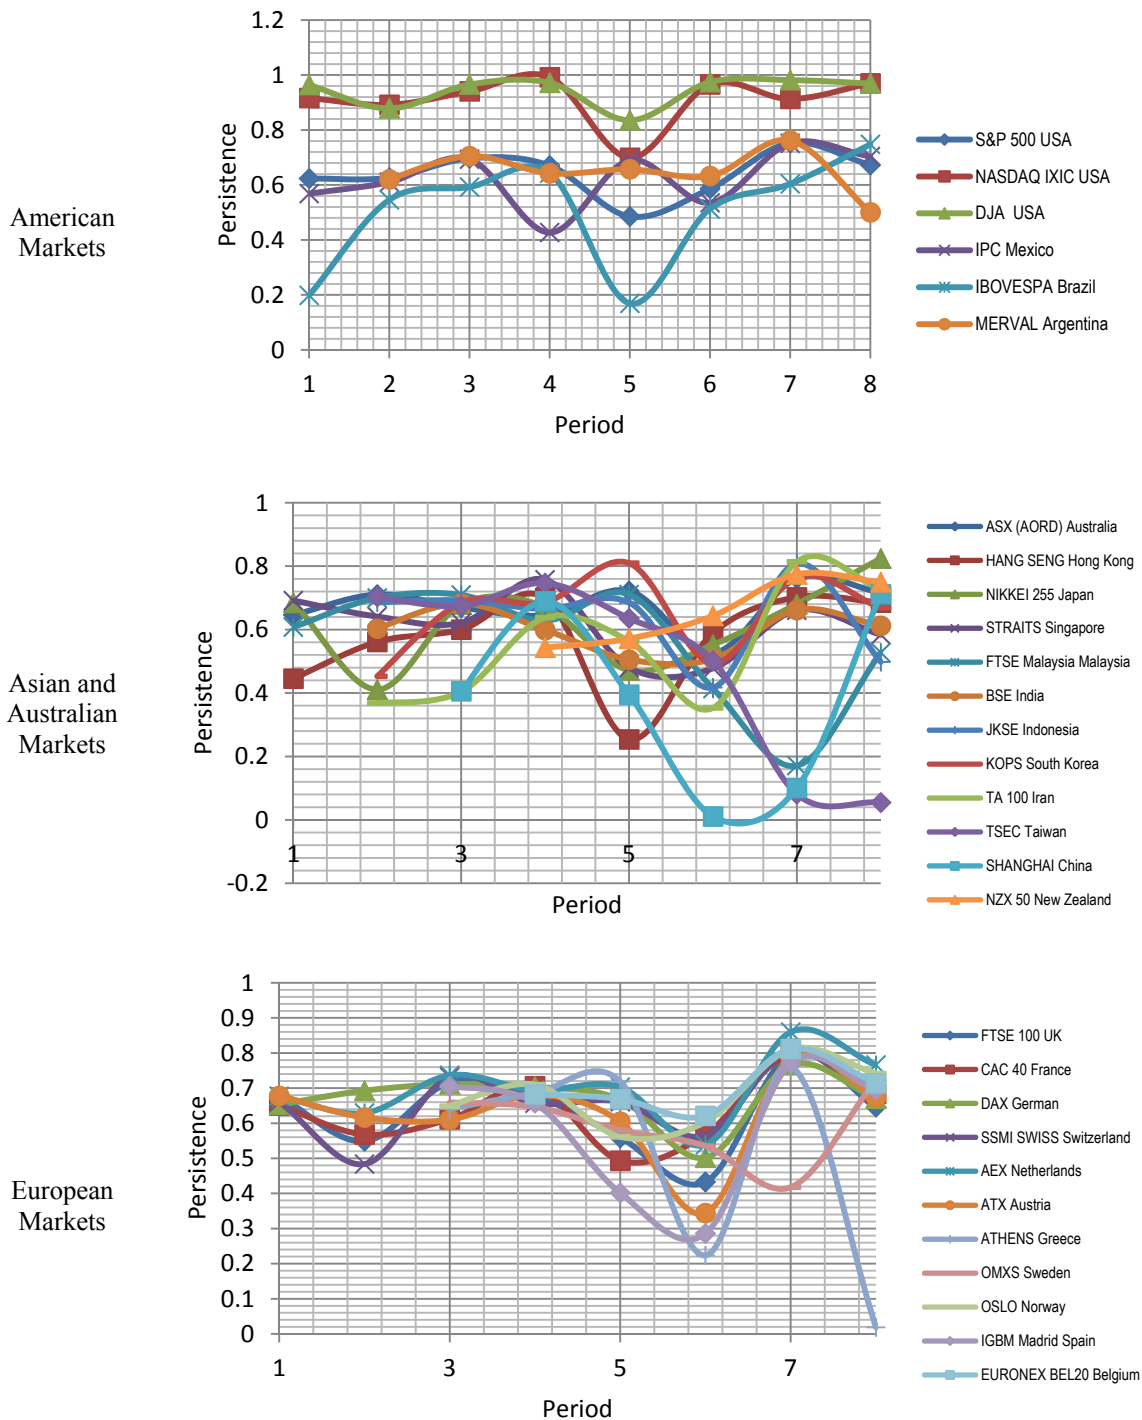 American
Markets
Persistence
1.2
1
0.8
0.6
0.4
0.2
0
1 2 3 4 5 6 7 8
Period
S&P 500 USA
NASDAQ IXIC USA
DJA USA
IPC Mexico
IBOVESPA Brazil
MERVAL Argentina
Asian and
Australian
Markets
Persistence
1
0.8
0.6
0.4
0.2
0
-0.2
1 3 5 7
Period
ASX (AORD) Australia
HANG SENG Hong Kong
NIKKEI 255 Japan
STRAITS Singapore
FTSE Malaysia Malaysia
BSE India
JKSE Indonesia
KOPS South Korea
TA 100 Iran
TSEC Taiwan
SHANGHAI China
NZX 50 New Zealand
European
Markets
Persistence
1
0.9
0.8
0.7
0.6
0.5
0.4
0.3
0.2
0.1
0
1 3 5 7
Period
FTSE 100 UK
CAC 40 France
DAX German
SSMI SWISS Switzerland
AEX Netherlands
ATX Austria
ATHENS Greece
OMXS Sweden
OSLO Norway
IGBM Madrid Spain
EURONEX BEL20 Belgium